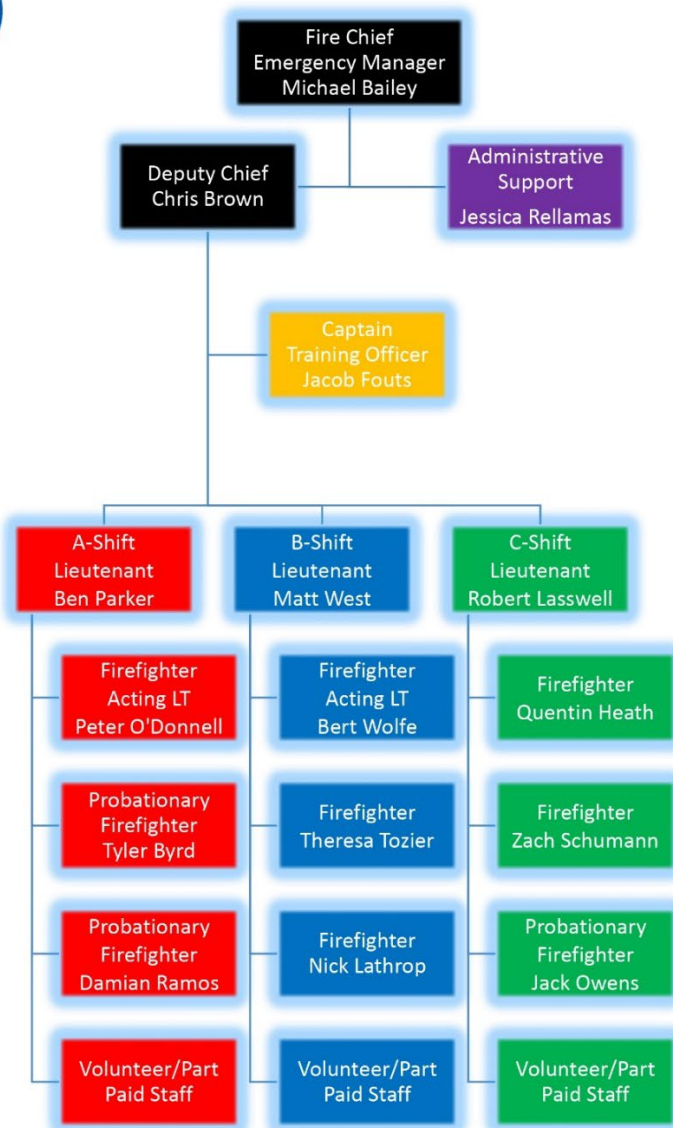 Fire Chief
Emergency Manager
Michael Bailey
Deputy Chief
Chris Brown
Administrative
Support
Jessica Rellamas
Captain
Training Officer
Jacob Fouts
A-Shift
Lieutenant
Ben Parker
B-Shift
Lieutenant
Matt West
C-Shift
Lieutenant
Robert Lasswell
Firefighter
Acting LT
Peter O'Donnell
Firefighter
Acting LT
Bert Wolfe
Firefighter
Quentin Heath
Probationary
Firefighter
Tyler Byrd
Firefighter
Theresa Tozier
Firefighter
Zach Schumann
Probationary
Firefighter
Damian Ramos
Firefighter
Nick Lathrop
Probationary
Firefighter
Jack Owens
Volunteer/Part
Paid Staff
Volunteer/Part
Paid Staff
Volunteer/Part
Paid Staff